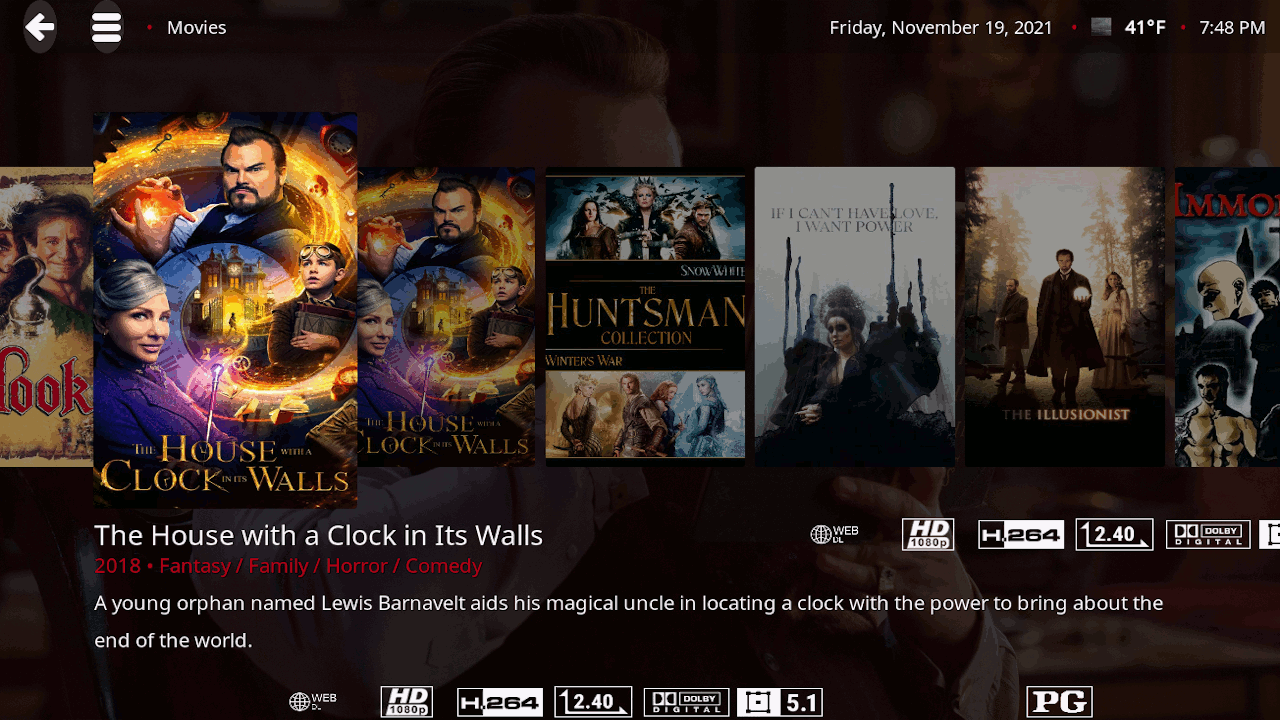 Movies
Friday, November 19, 2021 • 41°F • 7:48 PM
ook
THE HOUSE WITH A CLOCK IN ITS WALLS
THE HOUSE WITH A
CLOCK IN ITS WALLS
SNOW WHITE
THE
HUNTSMAN
COLLECTION
WINTER'S WAR
IF I CAN'T HAVE LOVE,
I WANT POWER
THE ILLUSIONIST
IMMO
The House with a Clock in Its Walls
WEB DL HD 1080p H.264 2.40 DOLBY DIGITAL
2018 • Fantasy / Family / Horror / Comedy
A young orphan named Lewis Barnavelt aids his magical uncle in locating a clock with the power to bring about the
end of the world.
WEB DL HD 1080p H.264 2.40 DOLBY DIGITAL 5.1 PG